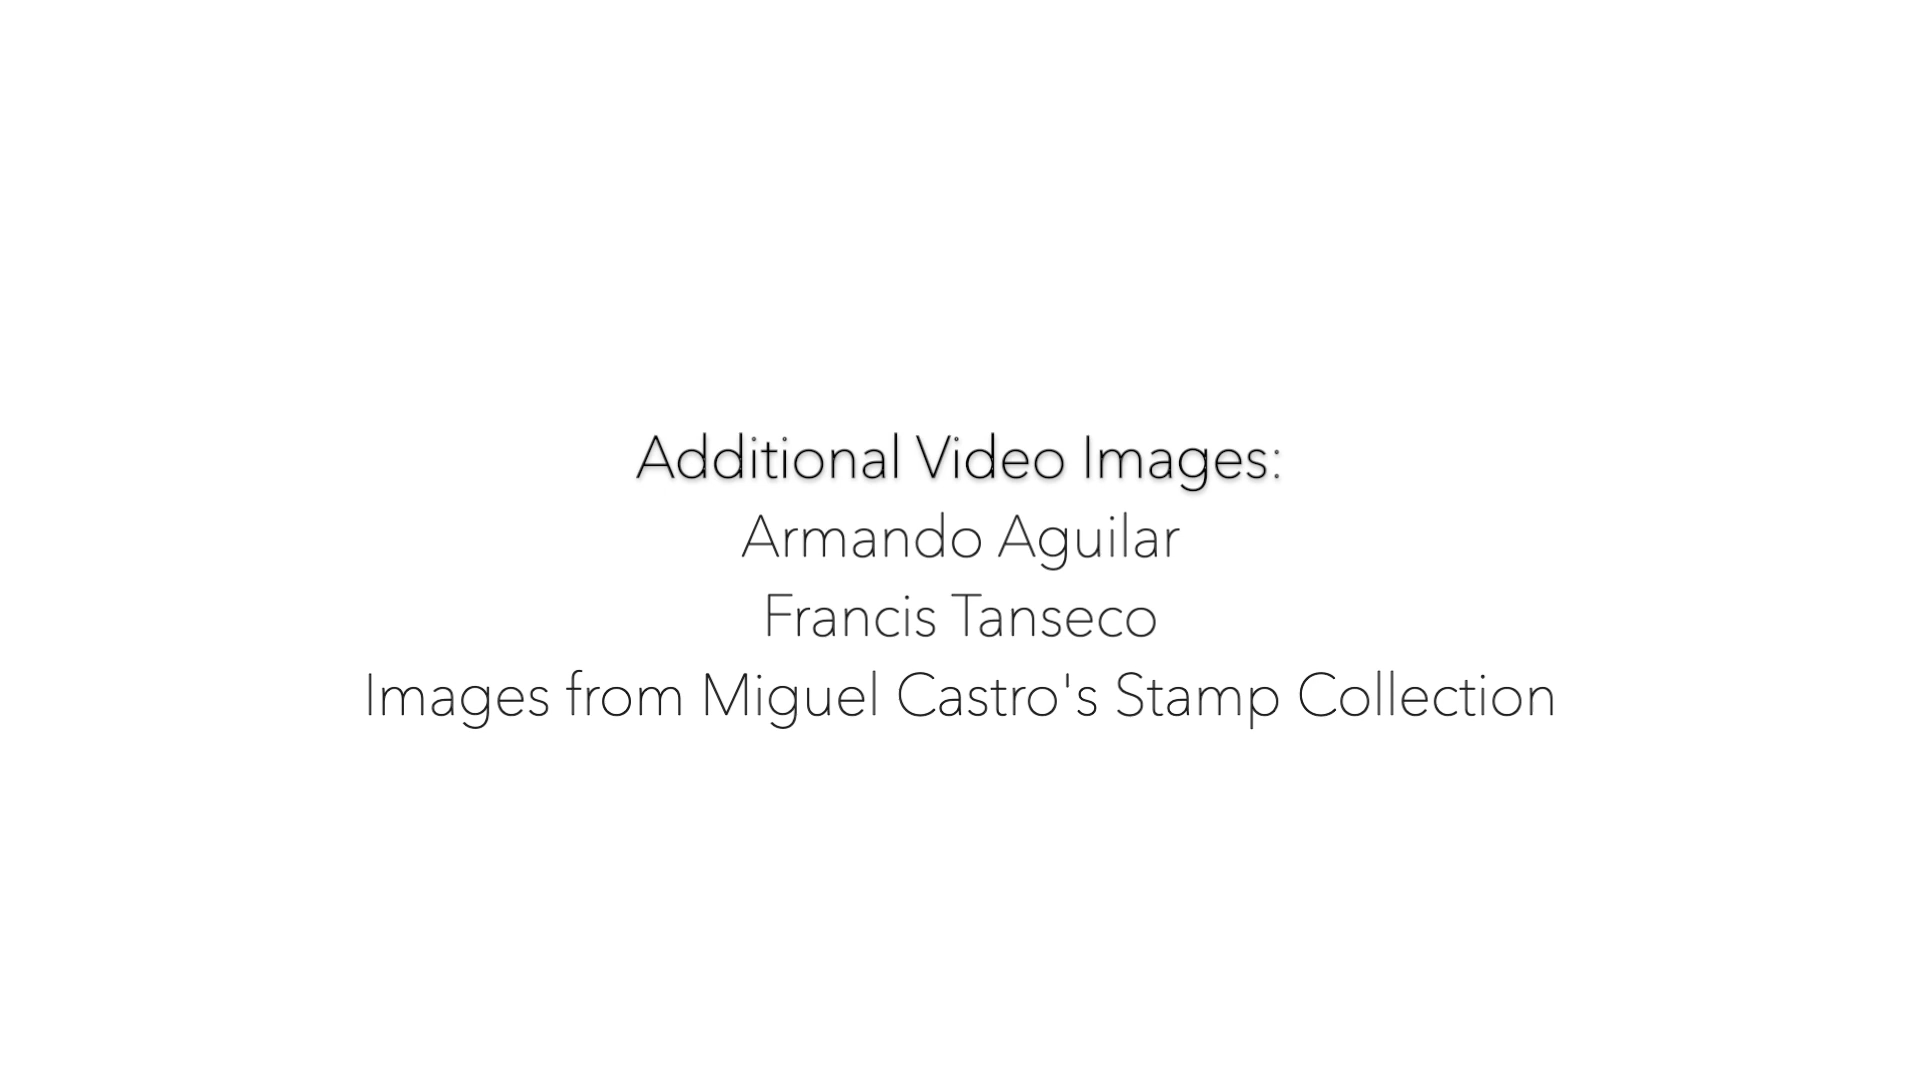 Additional Video Images:
Armando Aguilar
Francis Tanseco
Images from Miguel Castro's Stamp Collection